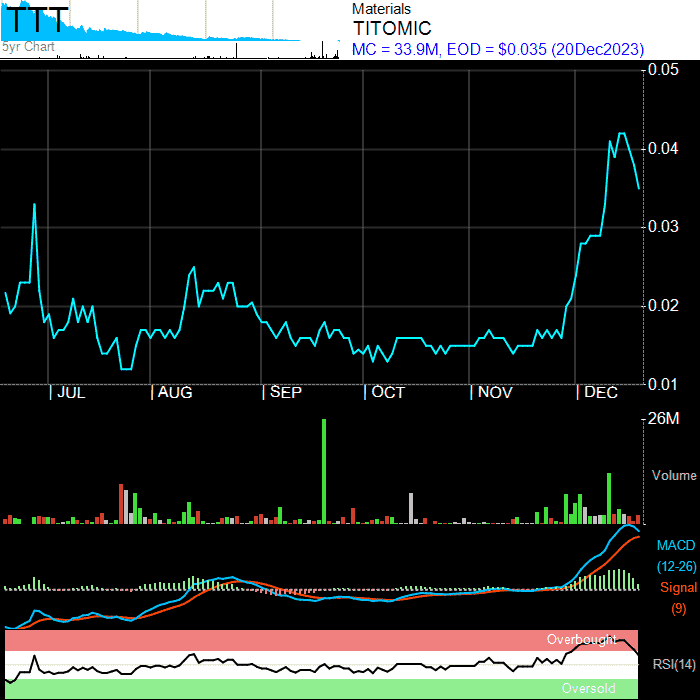 TTT
5yr Chart
Materials
TITOMIC
MC = 33.9M, EOD = $0.035 (20Dec2023)
0.05
0.04
0.03
0.02
0.01
JUL AUG SEP OCT NOV DEC
26M
Volume
MACD
(12-26)
Signal
(9)
Overbought
RSI(14)
Oversold